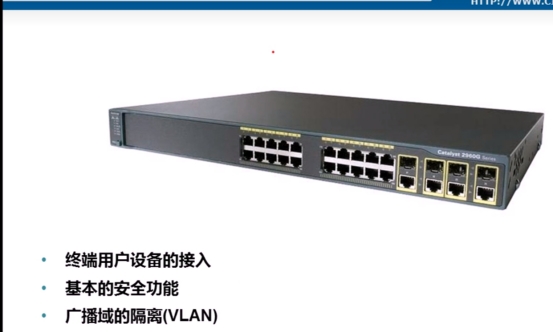 HTTP://WWW.C
Catalyst 2960G Series
• 终端用户设备的接入
• 基本的安全功能
• 广播域的隔离(VLAN)